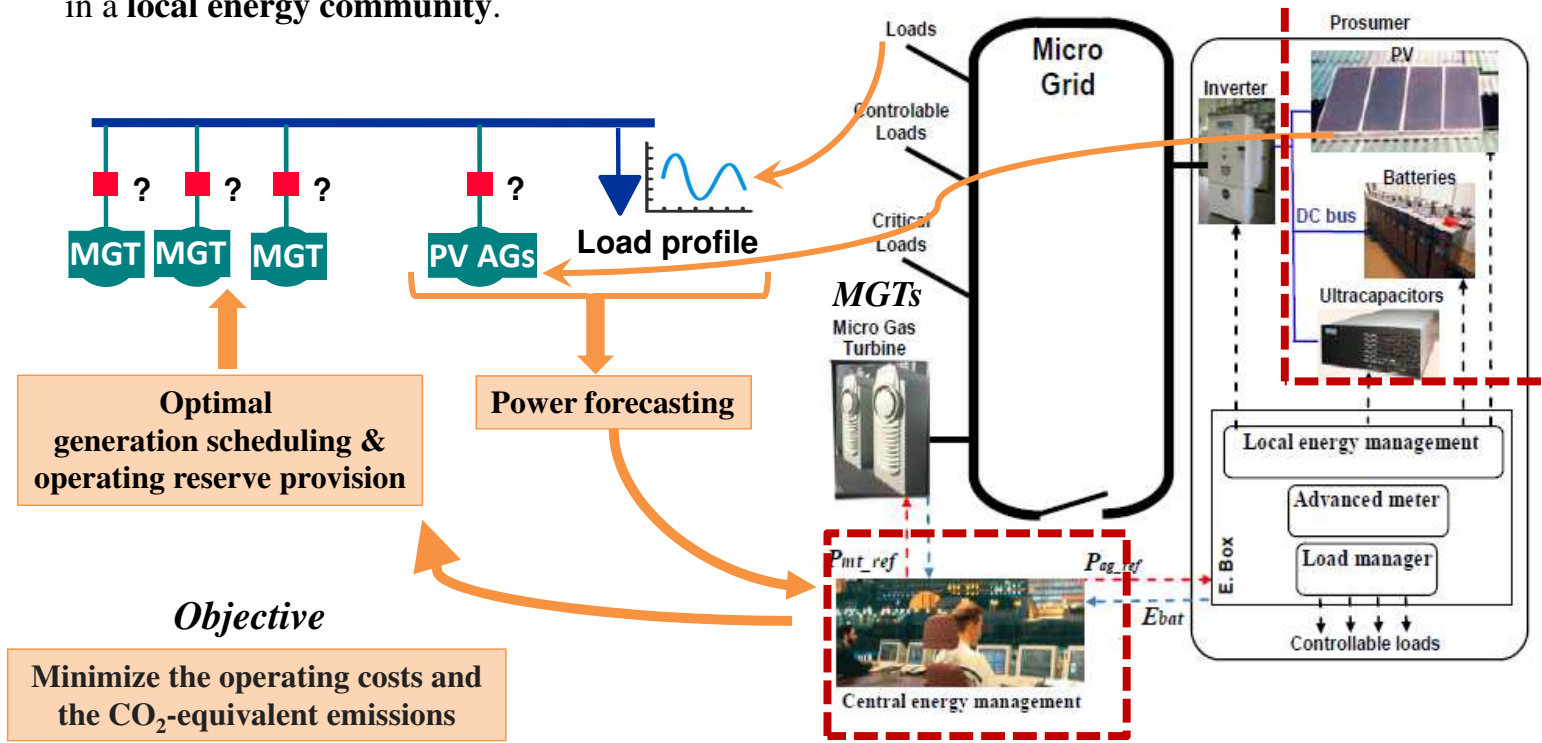 in a local energy community.
? ? ? ?
MGT MGT MGT PV AGs
Load profile
Optimal
generation scheduling &
operating reserve provision
Power forecasting
Objective
Minimize the operating costs and
the CO₂-equivalent emissions
Loads
Controlable
Loads
Critical
Loads
MGTs
Micro Gas
Turbine
Micro
Grid
Prosumer
PV
Inverter
Batteries
DC bus
Ultracapacitors
Local energy management
Advanced meter
Load manager
E. Box
Controllable loads
Pmt_ref
Pag_ref
Ebat
Central energy management